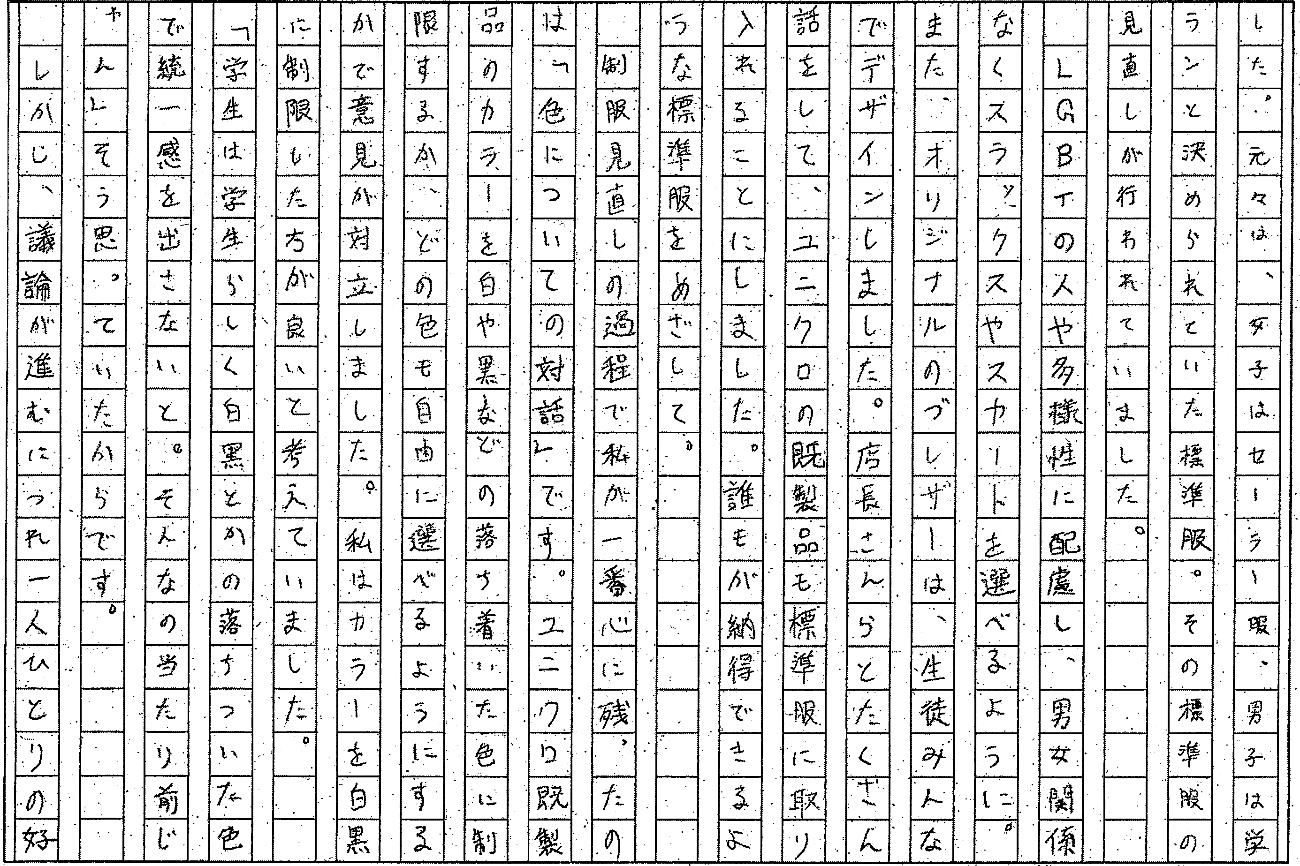 した。元々は、女子はセーラー服、男子は学
ランと決められていた標準服。その標準服の
見直しが行われていました。
　LGBTの人や多様性に配慮し、男女関係
なくスラックスやスカートを選べるように。
また、オリジナルのブレザーは、生徒みんな
でデザインしました。店長さんらとたくさん
話をして、ユニクロの既製品も標準服に取り
入れることにしました。誰もが納得できるよ
うな標準服をめざして。
　制服見直しの過程で私が一番心に残ったの
は「色についての対話」です。ユニクロ既製
品のカラーを白や黒などの落ち着いた色に制
限するか、どの色も自由に選べるようにする
かで意見が対立しました。私はカラーを白黒
に制限した方が良いと考えていました。
「学生は学生らしく白黒とかの落ちついた色
で統一感を出さないと。そんなの当たり前じ
ゃん」そう思っていたからです。
　しかし、議論が進むにつれ一人ひとりの好